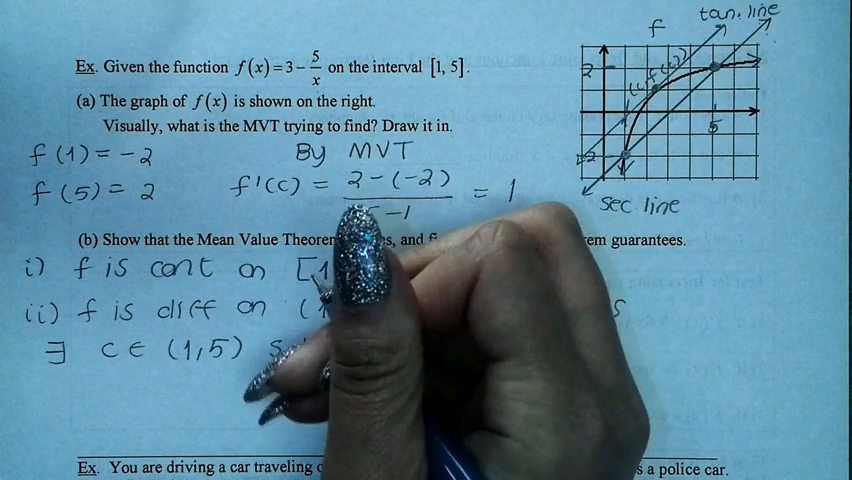 Ex. Given the function f(x) = 3 - 5/x on the interval [1, 5].
(a) The graph of f(x) is shown on the right.
Visually, what is the MVT trying to find? Draw it in.
f(1) = -2
By MVT
f(5) = 2
f'(c) = 2-(-2) / -1 = 1
f
tan. line
2
(c, f(c))
1
5
-2
sec line
(b) Show that the Mean Value and guarantees.
i) f is cont on [1
ii) f is diff on (1
∃ c ∈ (1,5)
Ex. You are driving a car traveling s a police car.